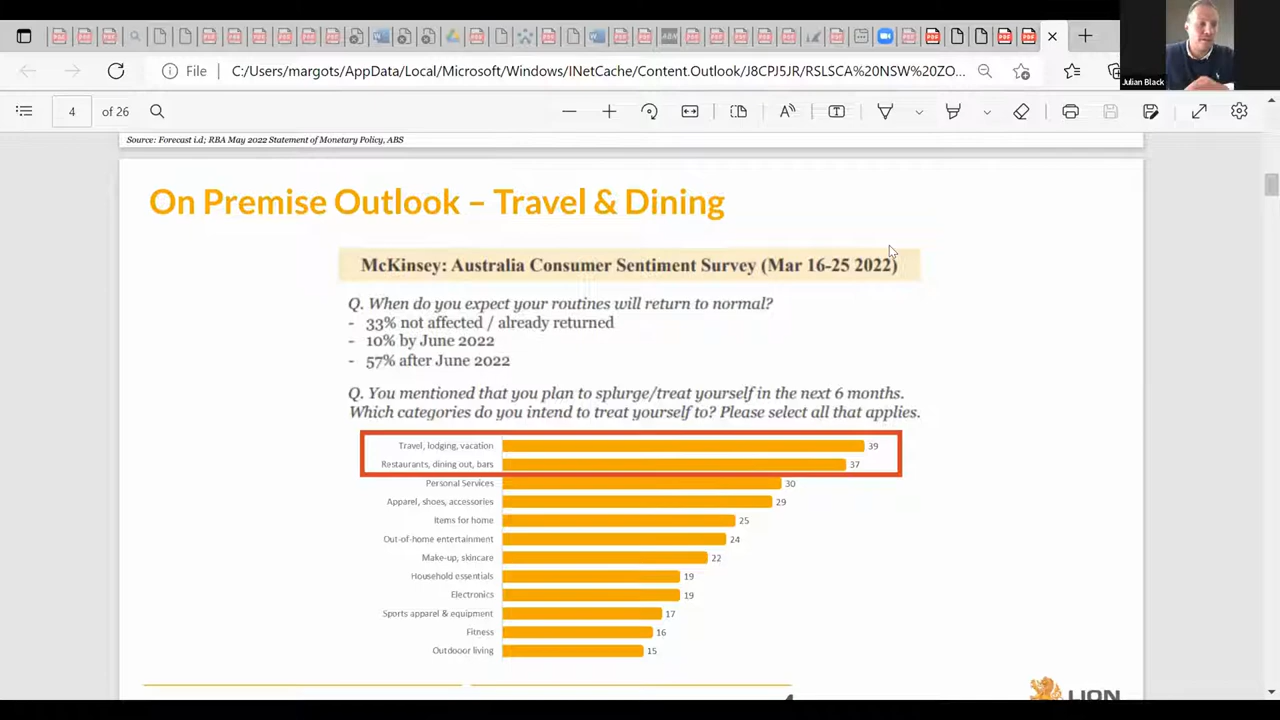 Julian Black
File
C:/Users/margots/AppData/Local/Microsoft/Windows/INetCache/Content.Outlook/J8CPJ5JR/RSLSCA%20NSW%20ZO...
4 of 26
Source: Forecast i.d; RBA May 2022 Statement of Monetary Policy, ABS
On Premise Outlook – Travel & Dining
McKinsey: Australia Consumer Sentiment Survey (Mar 16-25 2022)
Q. When do you expect your routines will return to normal?
- 33% not affected / already returned
- 10% by June 2022
- 57% after June 2022
Q. You mentioned that you plan to splurge/treat yourself in the next 6 months.
Which categories do you intend to treat yourself to? Please select all that applies.
Travel, lodging, vacation 39
Restaurants, dining out, bars 37
Personal Services 30
Apparel, shoes, accessories 29
Items for home 25
Out-of-home entertainment 24
Make-up, skincare 22
Household essentials 19
Electronics 19
Sports apparel & equipment 17
Fitness 16
Outdooor living 15
LION